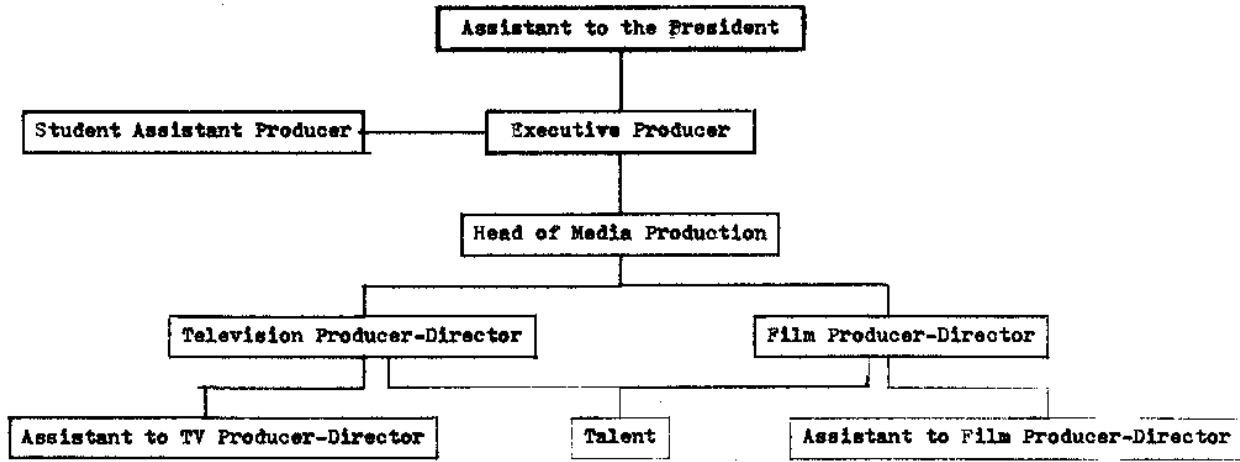 Assistant to the President
Student Assistant Producer
Executive Producer
Head of Media Production
Television Producer-Director
Film Producer-Director
Assistant to TV Producer-Director
Talent
Assistant to Film Producer-Director